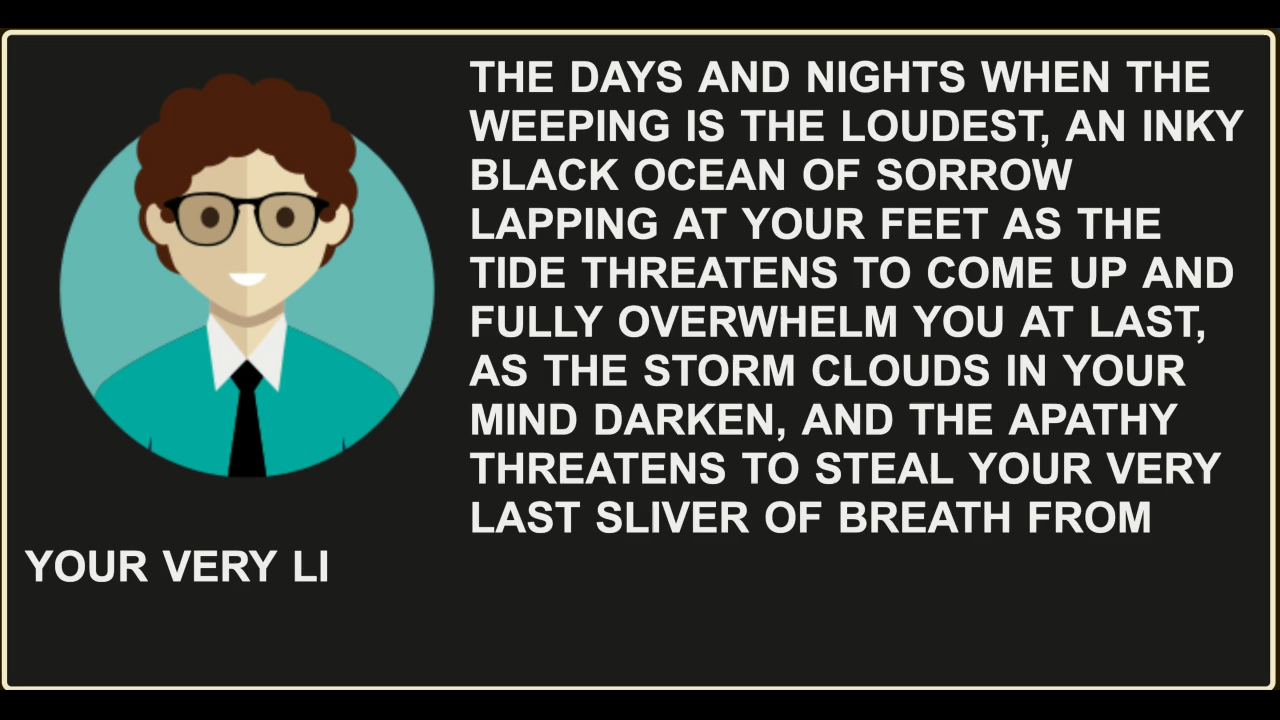 THE DAYS AND NIGHTS WHEN THE
WEEPING IS THE LOUDEST, AN INKY
BLACK OCEAN OF SORROW
LAPPING AT YOUR FEET AS THE
TIDE THREATENS TO COME UP AND
FULLY OVERWHELM YOU AT LAST,
AS THE STORM CLOUDS IN YOUR
MIND DARKEN, AND THE APATHY
THREATENS TO STEAL YOUR VERY
LAST SLIVER OF BREATH FROM
YOUR VERY LI